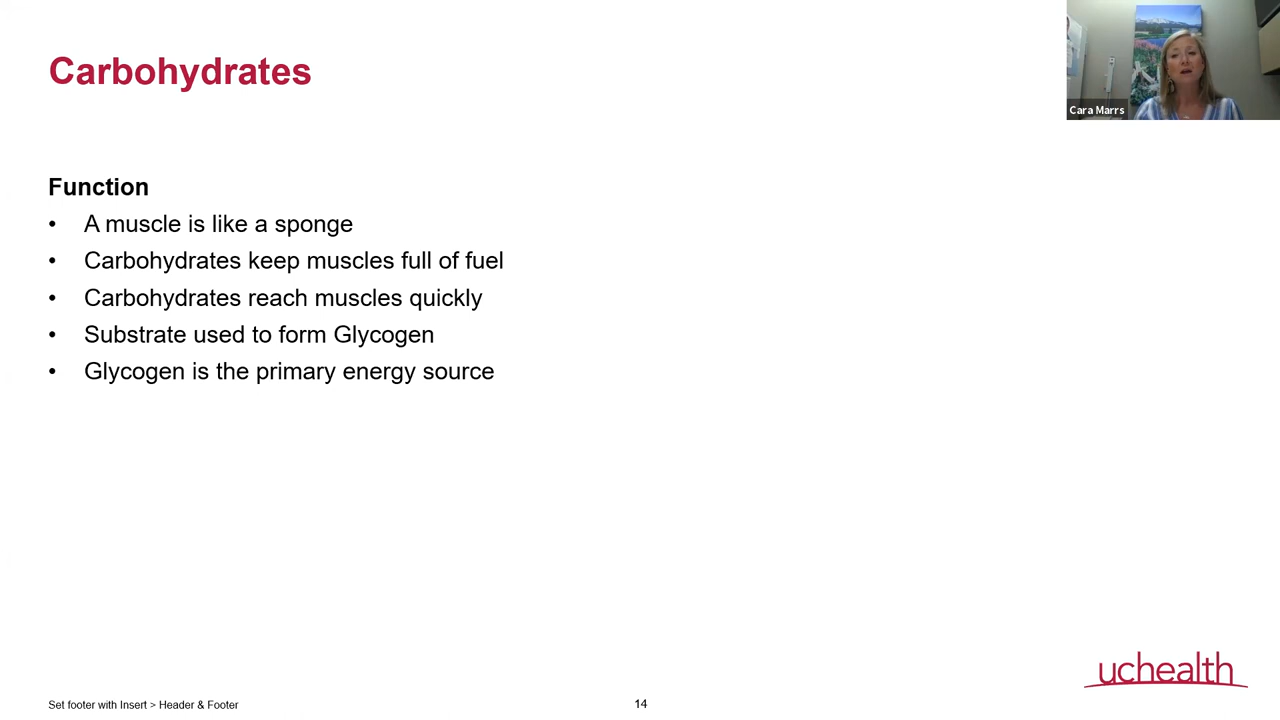 Carbohydrates
Cara Marrs
Function
• A muscle is like a sponge
• Carbohydrates keep muscles full of fuel
• Carbohydrates reach muscles quickly
• Substrate used to form Glycogen
• Glycogen is the primary energy source
uchealth
Set footer with Insert > Header & Footer
14